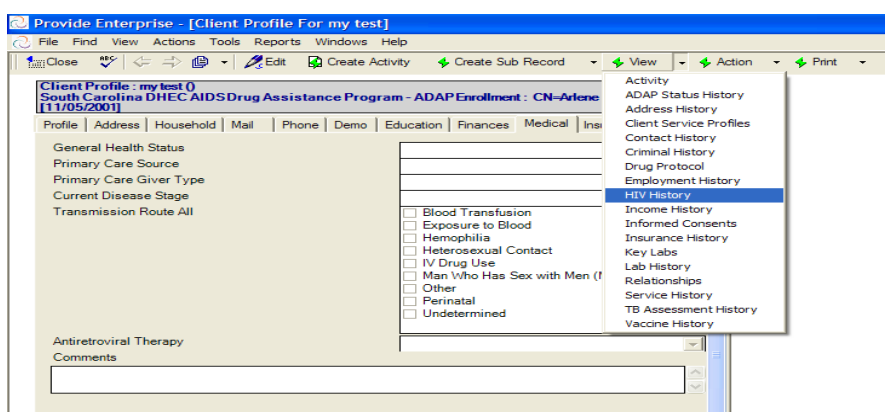 Provide Enterprise - [Client Profile For my test]
File Find View Actions Tools Reports Windows Help
Close Edit Create Activity Create Sub Record View Action Print
Client Profile : my test ()
South Carolina DHEC AIDS Drug Assistance Program - ADAP Enrollment : CN=Arlene
[11/05/2001]
Profile Address Household Mail Phone Demo Education Finances Medical
General Health Status
Primary Care Source
Primary Care Giver Type
Current Disease Stage
Transmission Route All
Blood Transfusion
Exposure to Blood
Hemophilia
Heterosexual Contact
IV Drug Use
Man Who Has Sex with Men
Other
Perinatal
Undetermined
Antiretroviral Therapy
Comments
Activity
ADAP Status History
Address History
Client Service Profiles
Contact History
Criminal History
Drug Protocol
Employment History
HIV History
Income History
Informed Consents
Insurance History
Key Labs
Lab History
Relationships
Service History
TB Assessment History
Vaccine History